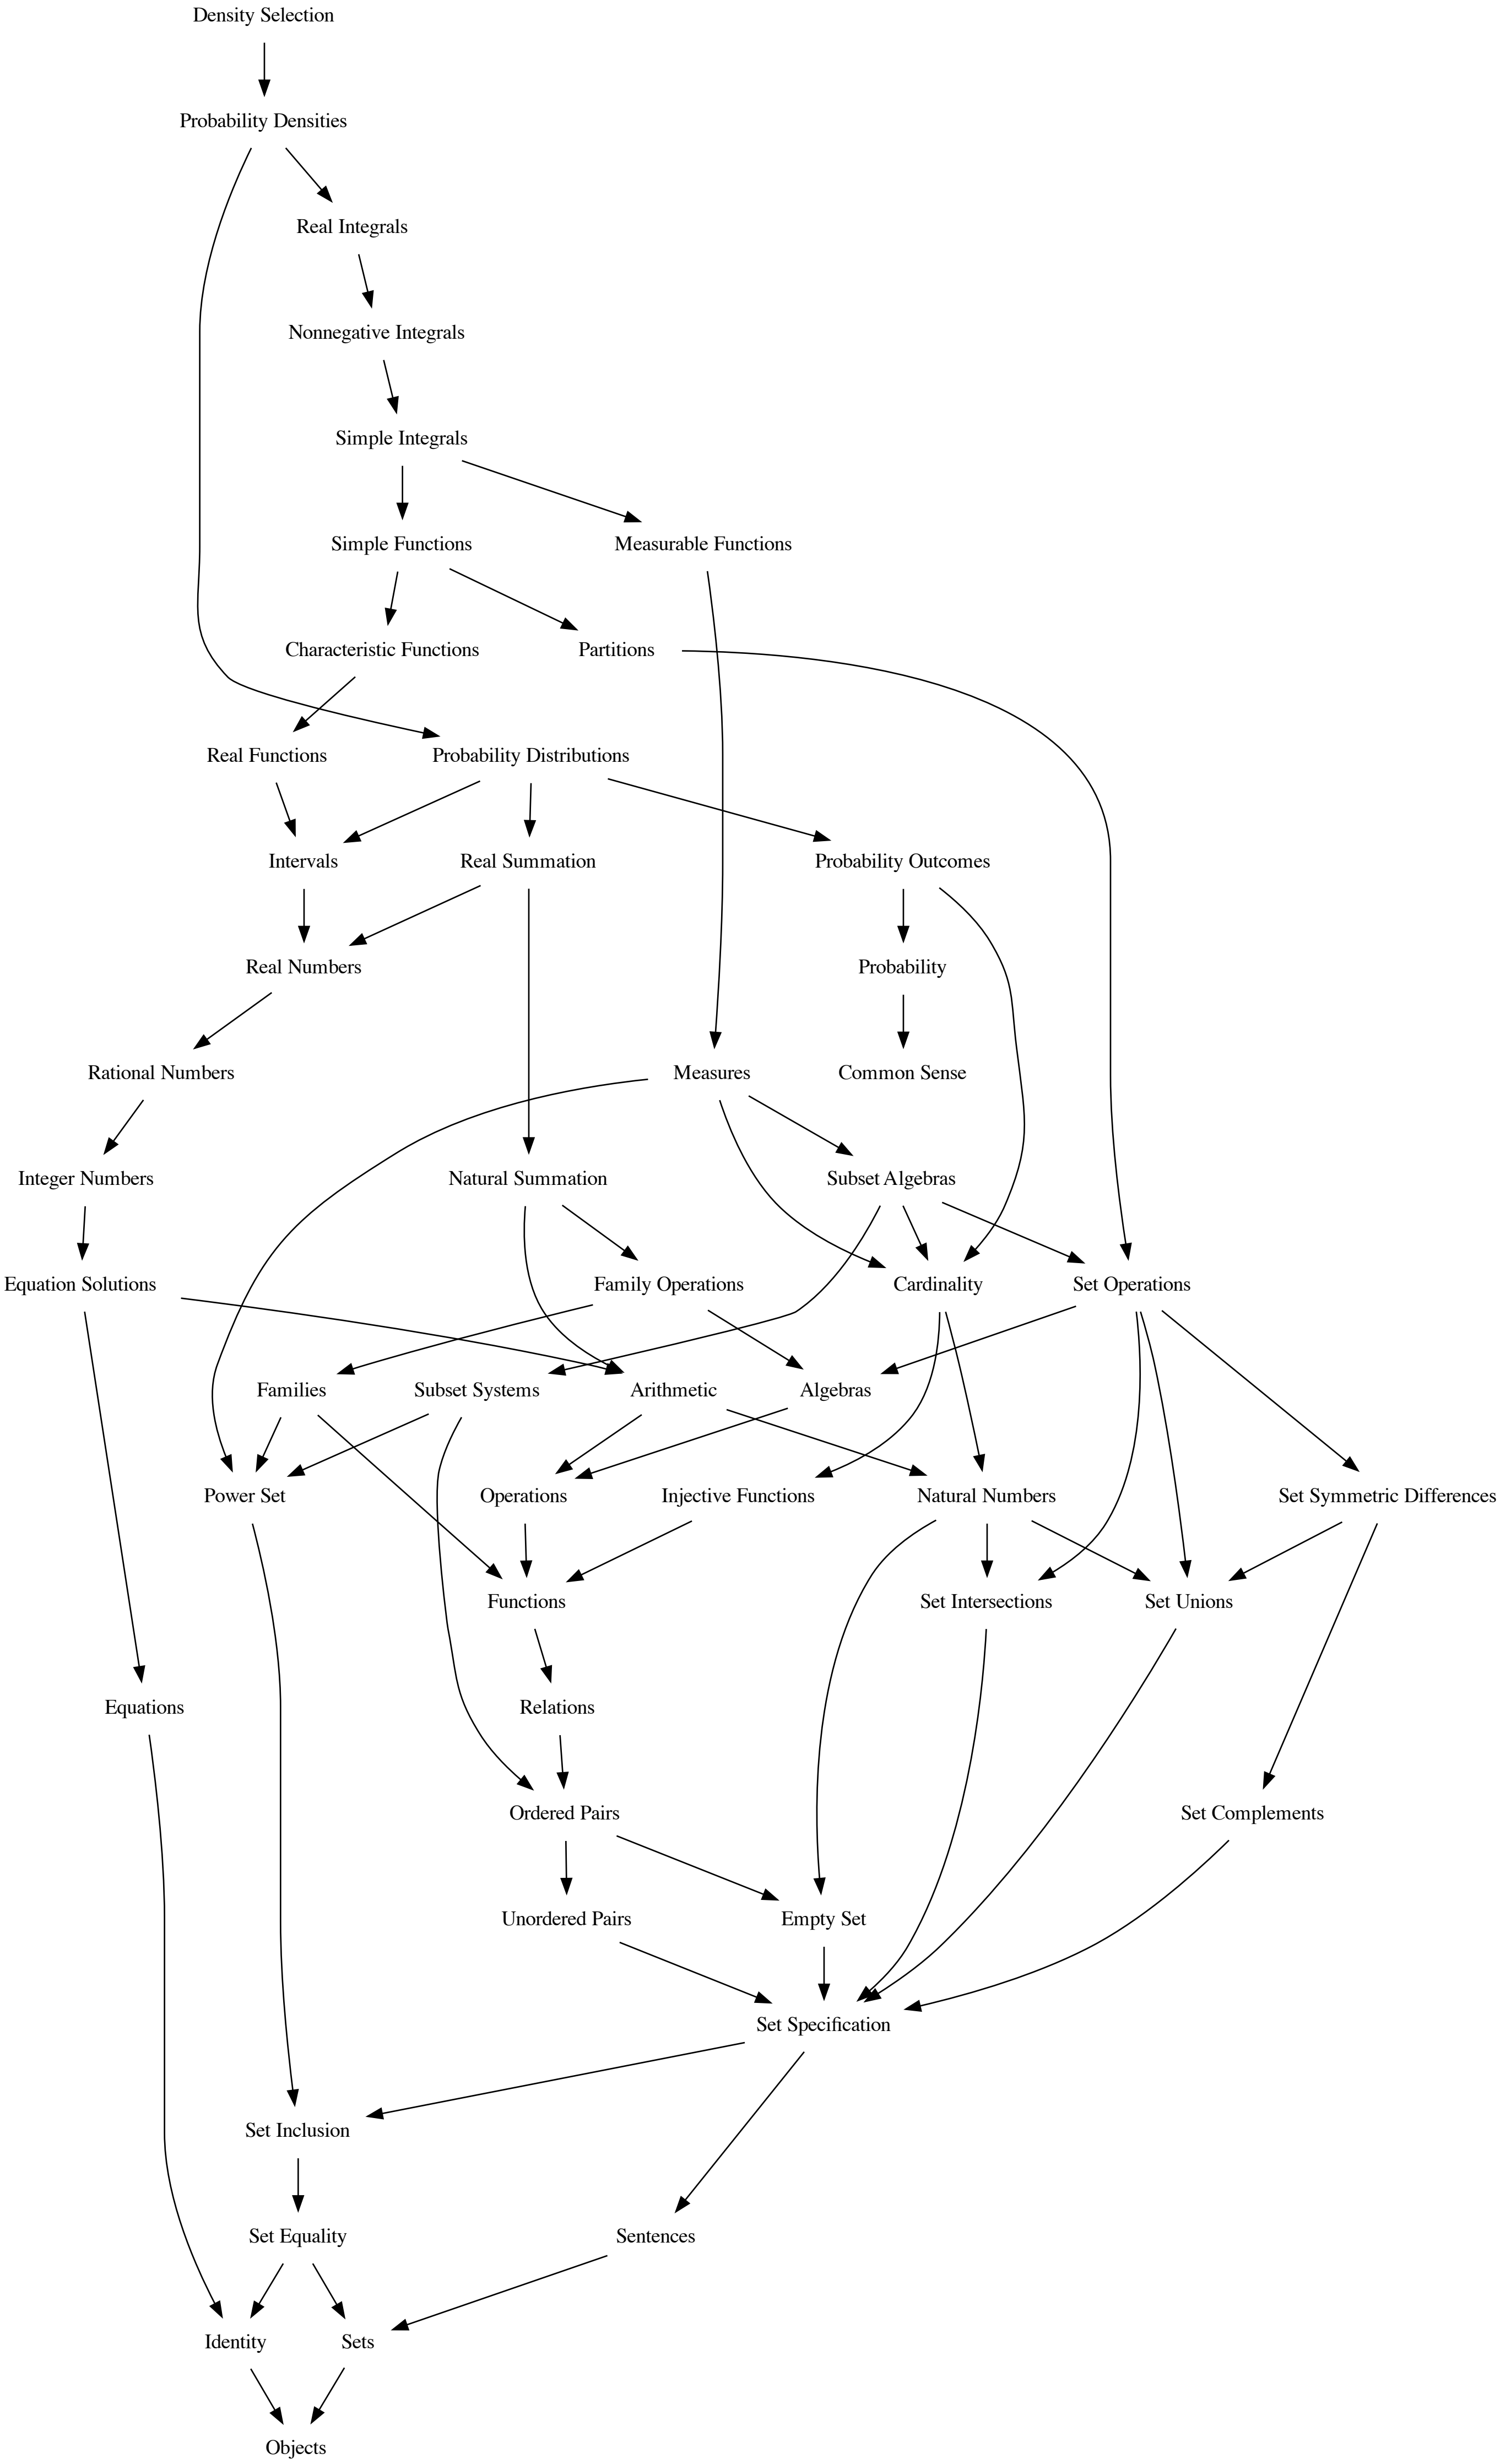 Density Selection
Probability Densities
Real Integrals
Nonnegative Integrals
Simple Integrals
Simple Functions
Measurable Functions
Characteristic Functions
Partitions
Real Functions
Probability Distributions
Intervals
Real Summation
Probability Outcomes
Real Numbers
Probability
Rational Numbers
Measures
Common Sense
Integer Numbers
Natural Summation
Subset Algebras
Equation Solutions
Family Operations
Cardinality
Set Operations
Families
Subset Systems
Arithmetic
Algebras
Power Set
Operations
Injective Functions
Natural Numbers
Set Symmetric Differences
Functions
Set Intersections
Set Unions
Equations
Relations
Ordered Pairs
Set Complements
Unordered Pairs
Empty Set
Set Specification
Set Inclusion
Set Equality
Sentences
Identity
Sets
Objects